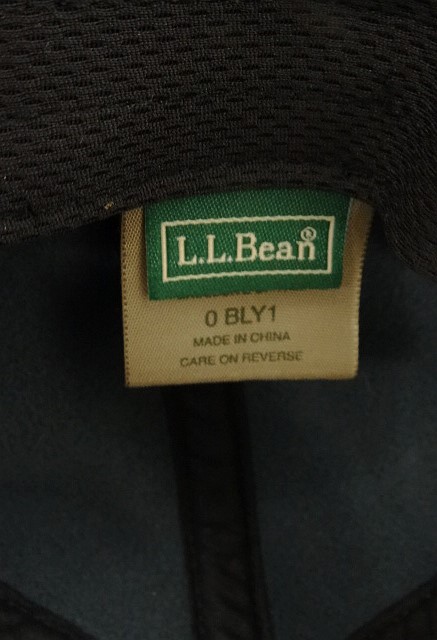 L.L.Bean®
0 BLY1
MADE IN CHINA
CARE ON REVERSE